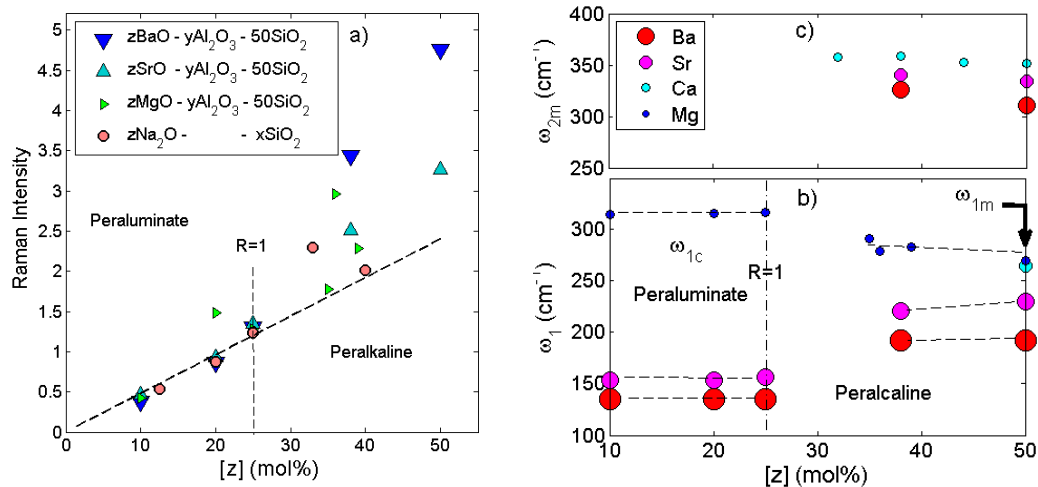 a)
zBaO - yAl2O3 - 50SiO2
zSrO - yAl2O3 - 50SiO2
zMgO - yAl2O3 - 50SiO2
zNa2O - - xSiO2
Raman Intensity
5
4.5
4
3.5
3
2.5
2
1.5
1
0.5
0
Peraluminate
R=1
Peralkaline
0
10
20
30
40
50
[z] (mol%)
c)
Ba
Sr
Ca
Mg
ω2m (cm-1)
400
350
300
250
b)
ω1m
ω1c
R=1
Peraluminate
Peralcaline
ω1 (cm-1)
300
250
200
150
100
10
20
30
40
50
[z] (mol%)